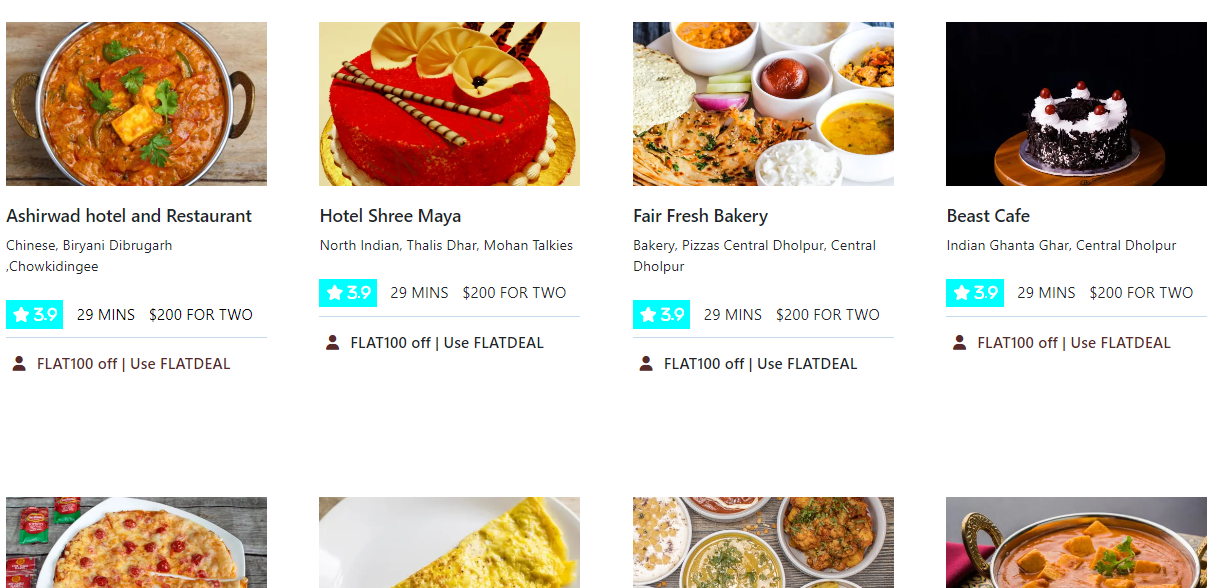 Ashirwad hotel and Restaurant
Chinese, Biryani Dibrugarh
,Chowkidingee
3.9 29 MINS $200 FOR TWO
FLAT100 off | Use FLATDEAL
Hotel Shree Maya
North Indian, Thalis Dhar, Mohan Talkies
3.9 29 MINS $200 FOR TWO
FLAT100 off | Use FLATDEAL
Fair Fresh Bakery
Bakery, Pizzas Central Dholpur, Central
Dholpur
3.9 29 MINS $200 FOR TWO
FLAT100 off | Use FLATDEAL
Beast Cafe
Indian Ghanta Ghar, Central Dholpur
3.9 29 MINS $200 FOR TWO
FLAT100 off | Use FLATDEAL